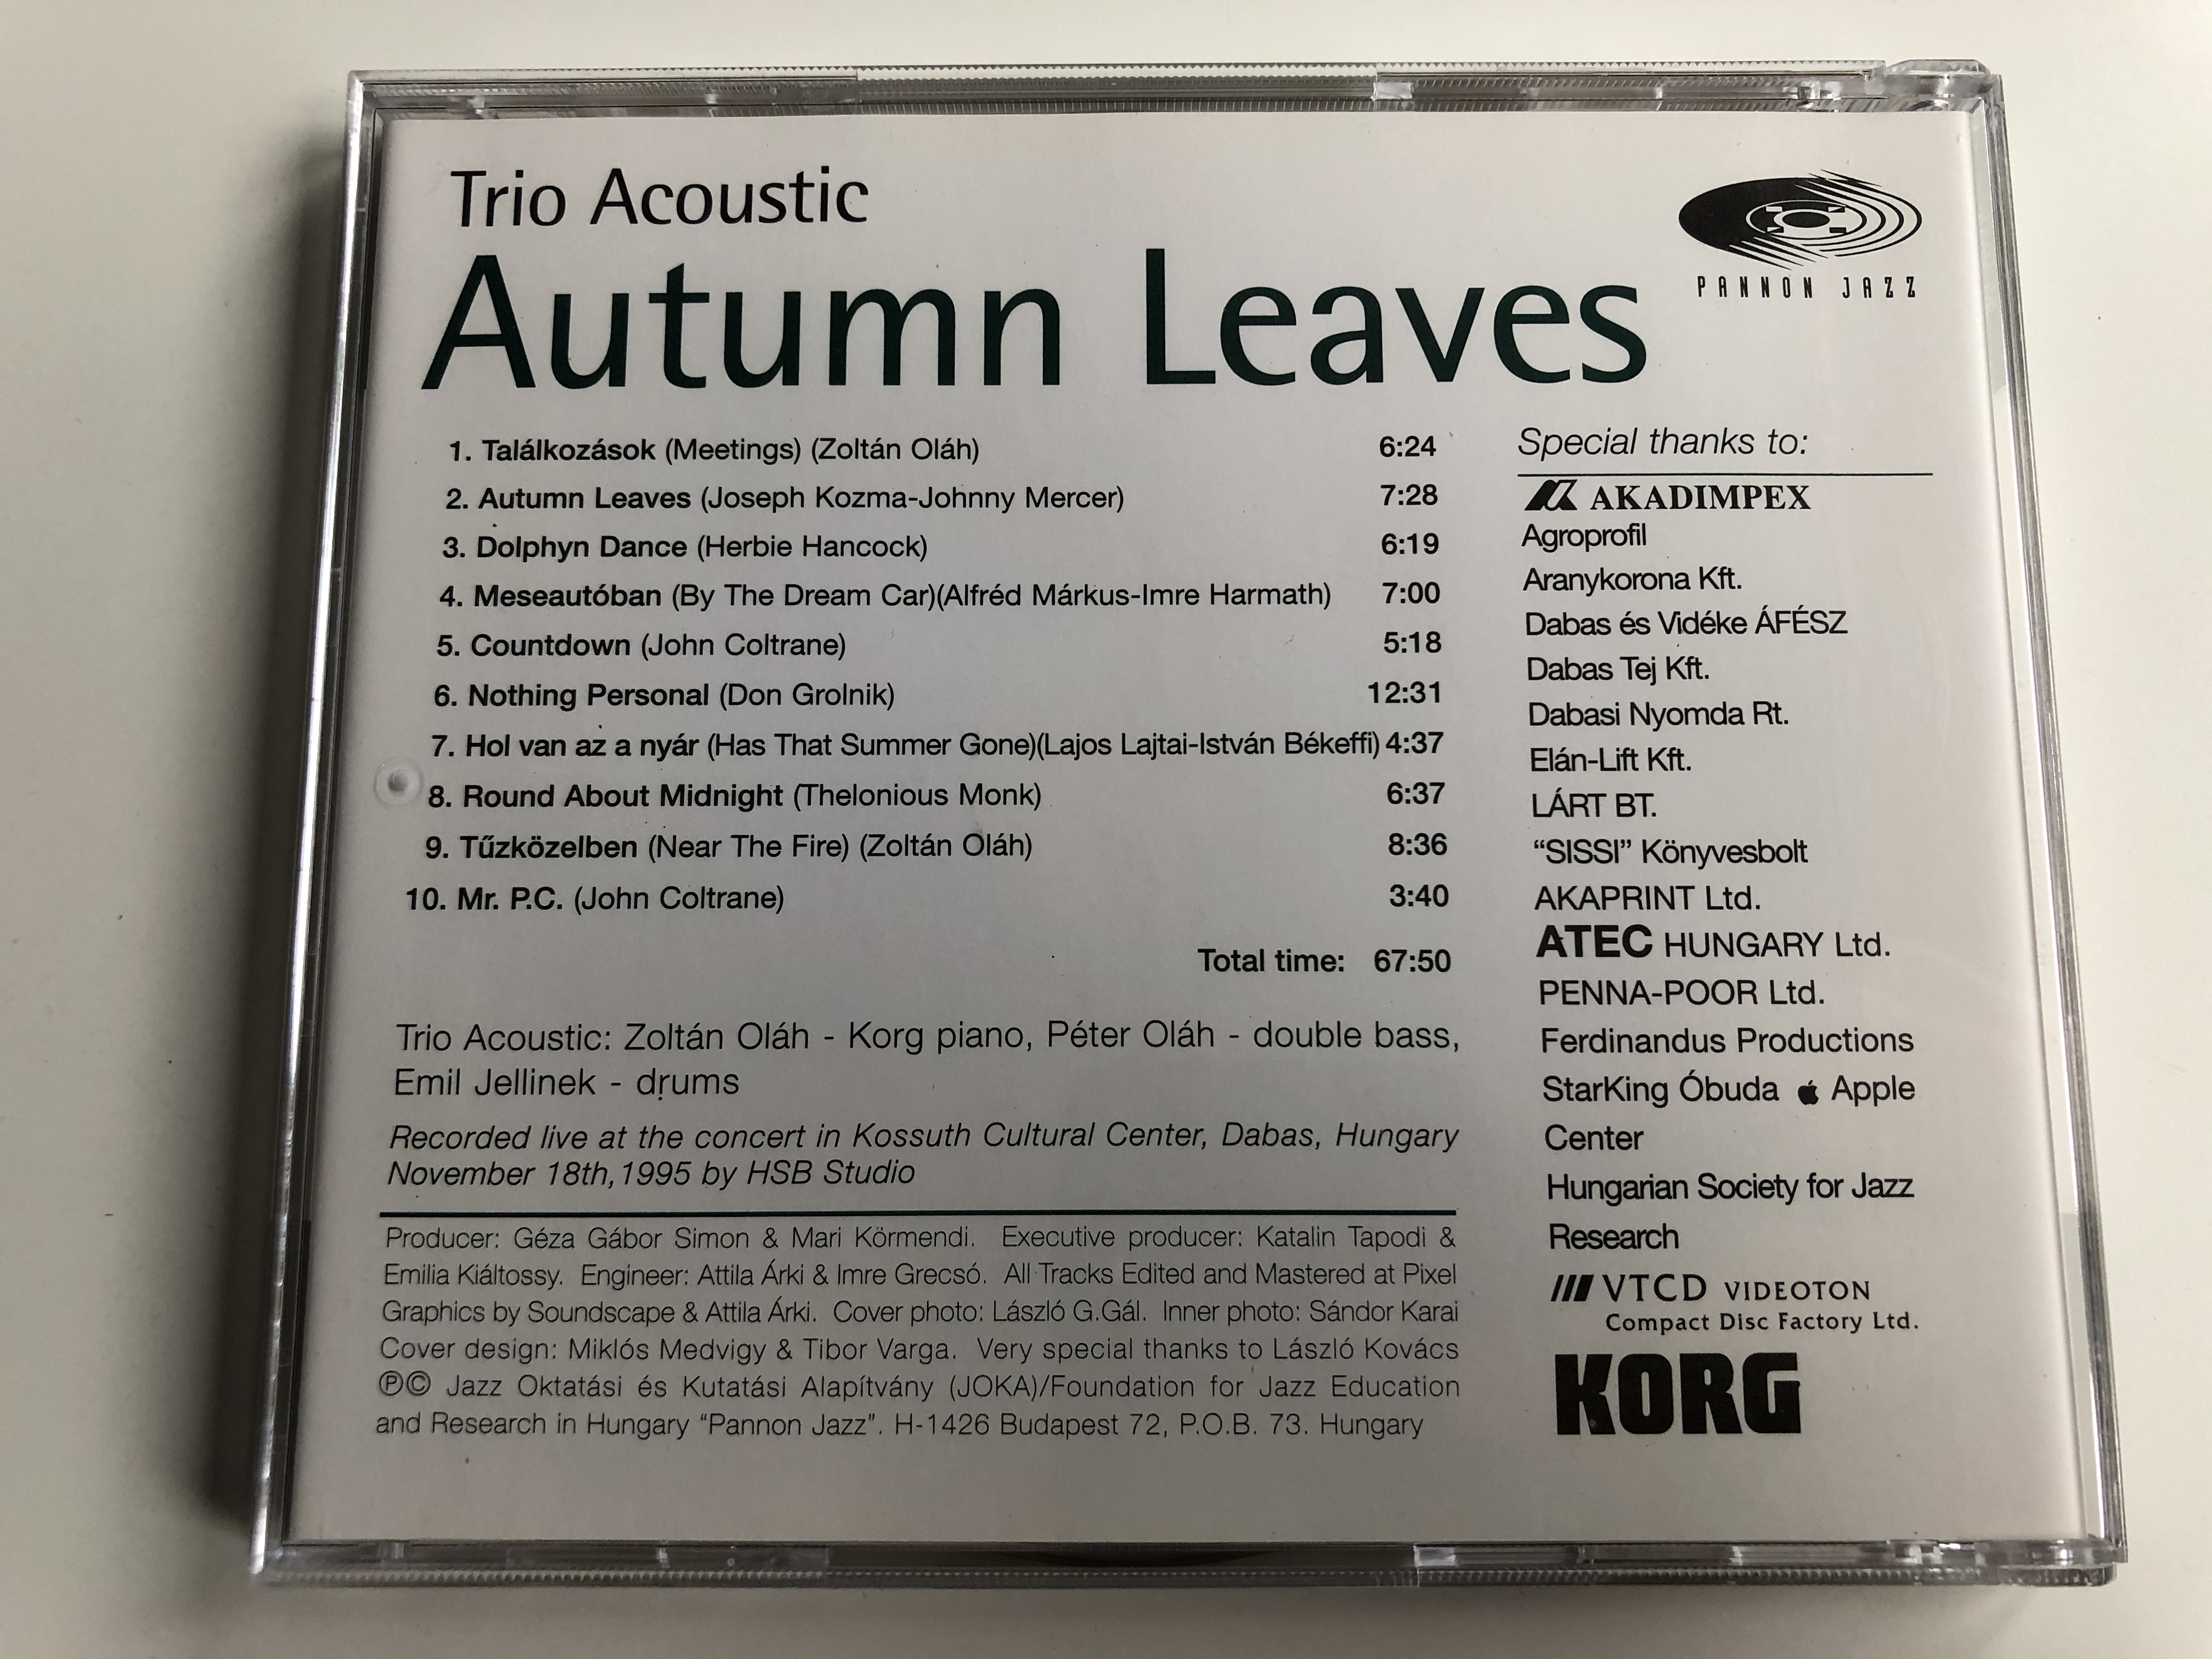 Trio Acoustic
Autumn Leaves
PANNON JAZZ
1. Találkozások (Meetings) (Zoltán Oláh) 6:24
2. Autumn Leaves (Joseph Kozma-Johnny Mercer) 7:28
3. Dolphyn Dance (Herbie Hancock) 6:19
4. Meseautóban (By The Dream Car)(Alfréd Márkus-Imre Harmath) 7:00
5. Countdown (John Coltrane) 5:18
6. Nothing Personal (Don Grolnik) 12:31
7. Hol van az a nyár (Has That Summer Gone)(Lajos Lajtai-István Békeffi) 4:37
8. Round About Midnight (Thelonious Monk) 6:37
9. Tűzközelben (Near The Fire) (Zoltán Oláh) 8:36
10. Mr. P.C. (John Coltrane) 3:40
Total time: 67:50
Trio Acoustic: Zoltán Oláh - Korg piano, Péter Oláh - double bass,
Emil Jellinek - drums
Recorded live at the concert in Kossuth Cultural Center, Dabas, Hungary
November 18th, 1995 by HSB Studio
Producer: Géza Gábor Simon & Mari Körmendi. Executive producer: Katalin Tapodi &
Emilia Kiáltossy. Engineer: Attila Árki & Imre Grecsó. All Tracks Edited and Mastered at Pixel
Graphics by Soundscape & Attila Árki. Cover photo: László G.Gál. Inner photo: Sándor Karai
Cover design: Miklós Medvigy & Tibor Varga. Very special thanks to László Kovács
℗© Jazz Oktatási és Kutatási Alapítvány (JOKA)/Foundation for Jazz Education
and Research in Hungary "Pannon Jazz". H-1426 Budapest 72, P.O.B. 73. Hungary
Special thanks to:
AKADIMPEX
Agroprofil
Aranykorona Kft.
Dabas és Vidéke ÁFÉSZ
Dabas Tej Kft.
Dabasi Nyomda Rt.
Elán-Lift Kft.
LÁRT BT.
“SISSI” Könyvesbolt
AKAPRINT Ltd.
ATEC HUNGARY Ltd.
PENNA-POOR Ltd.
Ferdinandus Productions
StarKing Óbuda Apple
Center
Hungarian Society for Jazz
Research
VTCD VIDEOTON
Compact Disc Factory Ltd.
KORG